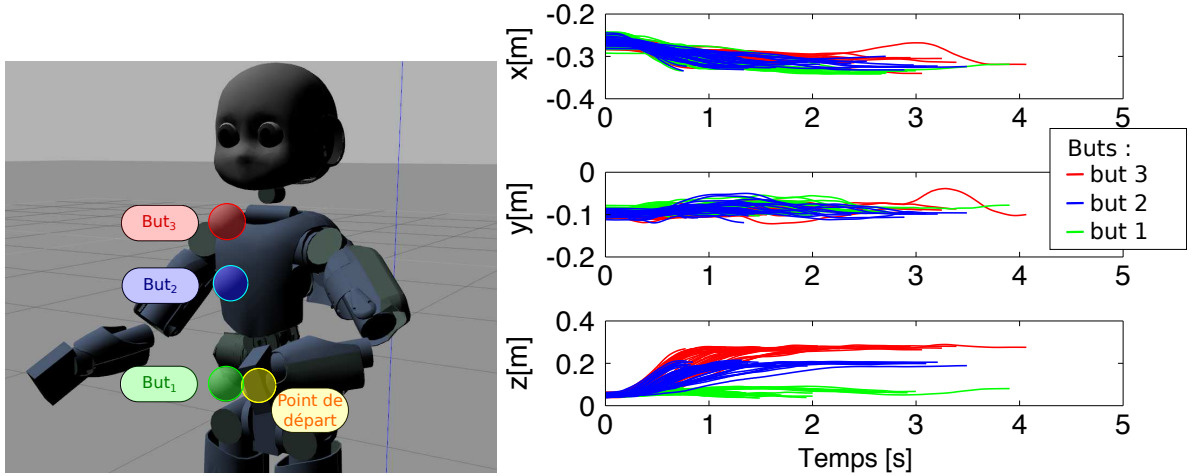 But3
But2
But1
Point de
départ
-0.2
-0.3
-0.4
x[m]
0 1 2 3 4 5
0
-0.1
-0.2
y[m]
0 1 2 3 4 5
0.4
0.2
0
z[m]
0 1 2 3 4 5
Temps [s]
Buts :
but 3
but 2
but 1